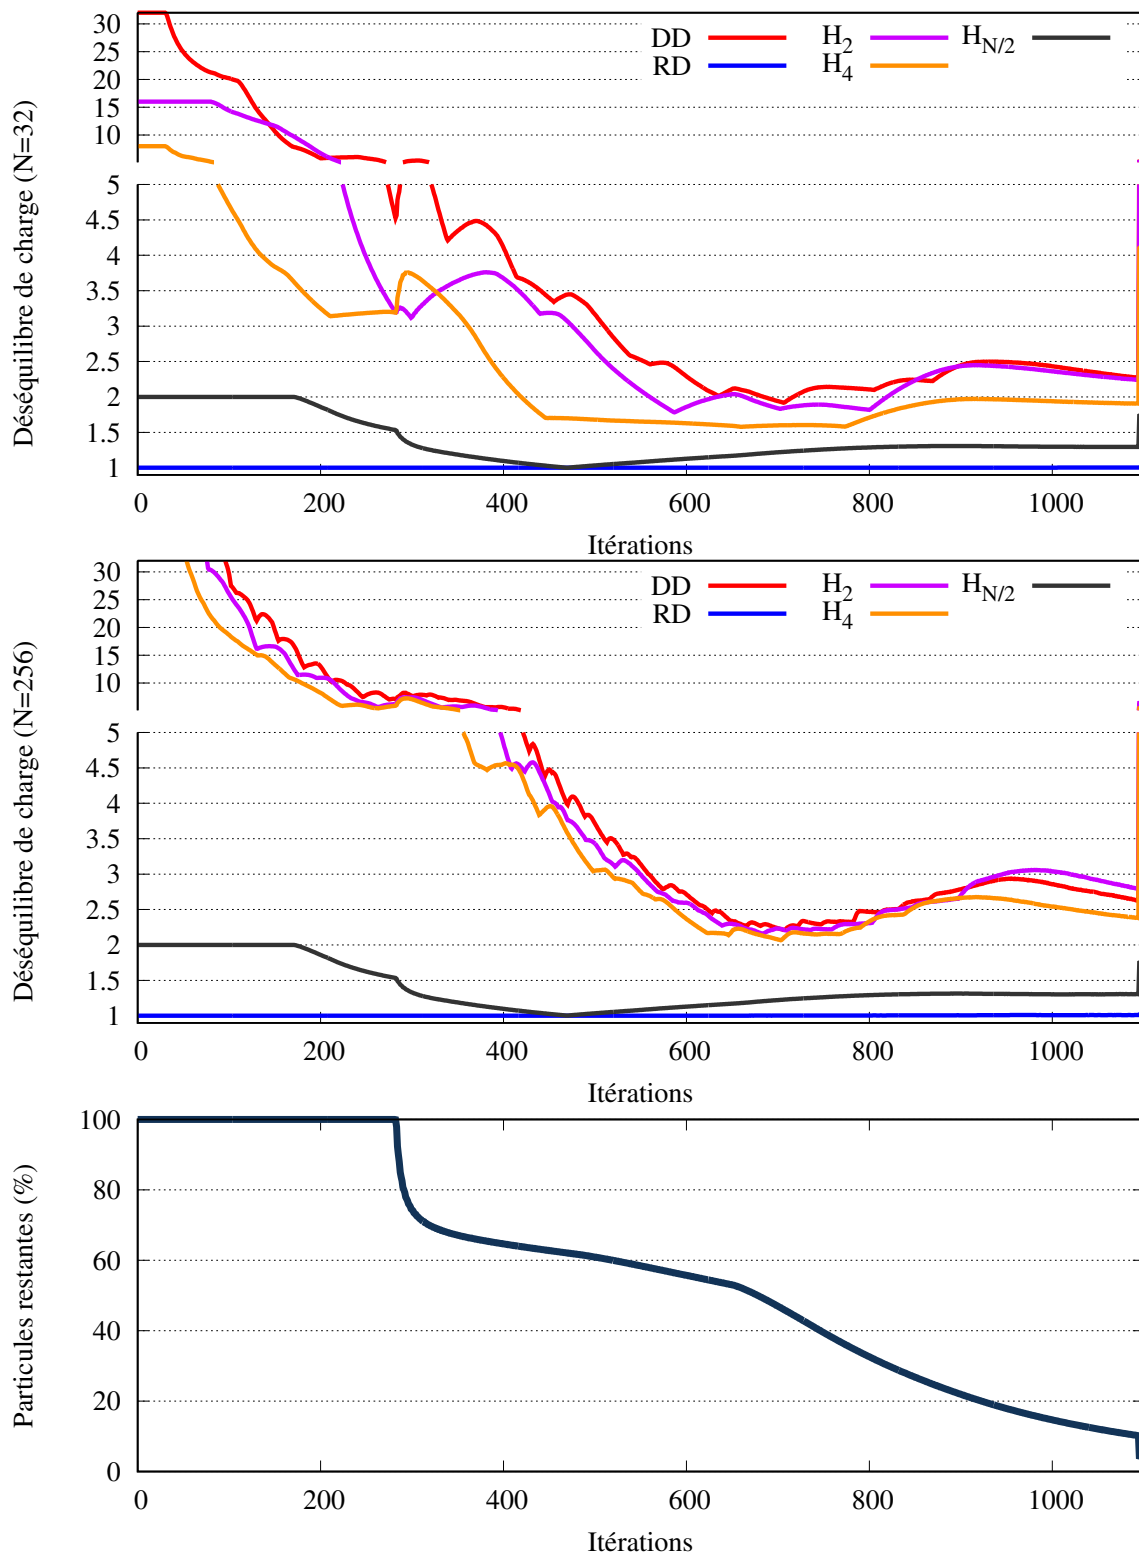 Déséquilibre de charge (N=32)
30
25
20
15
10
5
4.5
4
3.5
3
2.5
2
1.5
1
DD
RD
H2
H4
HN/2
0 200 400 600 800 1000
Itérations
Déséquilibre de charge (N=256)
30
25
20
15
10
5
4.5
4
3.5
3
2.5
2
1.5
1
DD
RD
H2
H4
HN/2
0 200 400 600 800 1000
Itérations
Particules restantes (%)
100
80
60
40
20
0
0 200 400 600 800 1000
Itérations